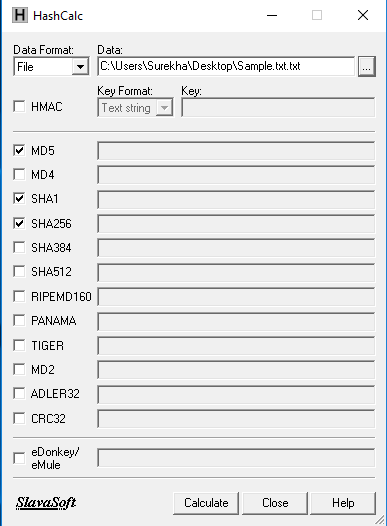 H HashCalc
Data Format: Data:
File C:\Users\Surekha\Desktop\Sample.txt.txt ...
Key Format: Key:
HMAC Text string
MD5
MD4
SHA1
SHA256
SHA384
SHA512
RIPEMD160
PANAMA
TIGER
MD2
ADLER32
CRC32
eDonkey/
eMule
SlavaSoft Calculate Close Help